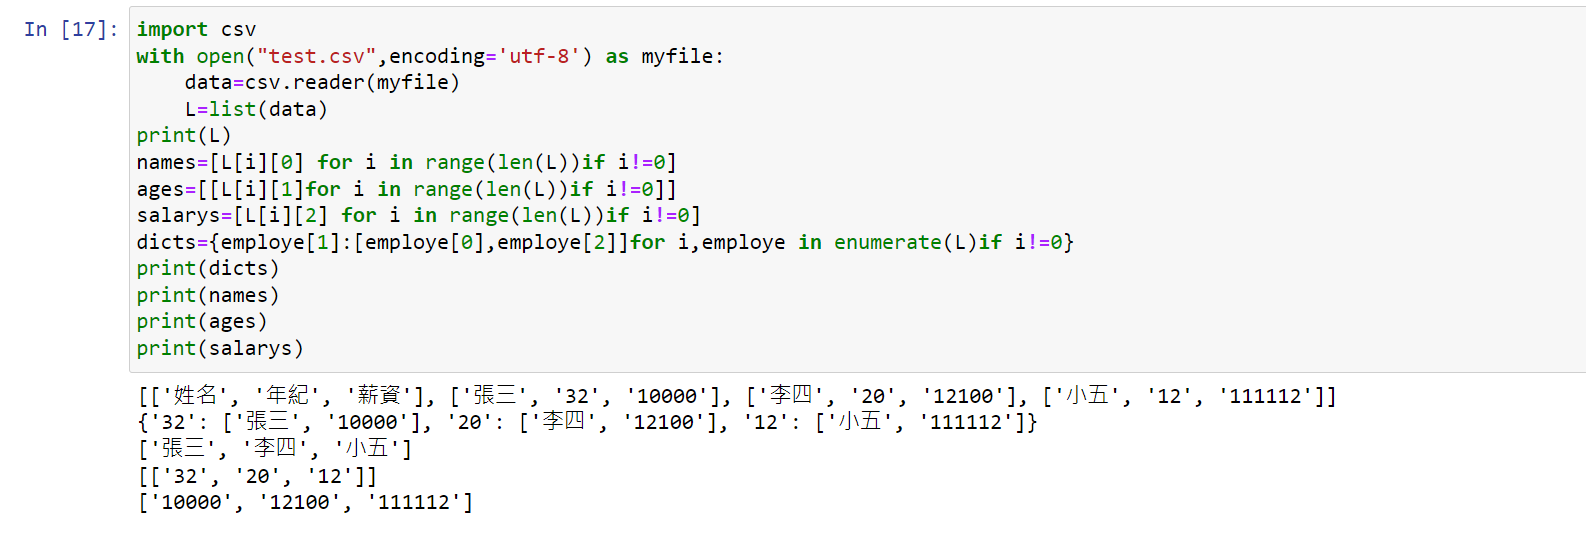 In [17]: import csv
with open("test.csv",encoding='utf-8') as myfile:
    data=csv.reader(myfile)
    L=list(data)
print(L)
names=[L[i][0] for i in range(len(L))if i!=0]
ages=[[L[i][1]for i in range(len(L))if i!=0]]
salarys=[L[i][2] for i in range(len(L))if i!=0]
dicts={employe[1]:[employe[0],employe[2]]for i,employe in enumerate(L)if i!=0}
print(dicts)
print(names)
print(ages)
print(salarys)
[['姓名', '年紀', '薪資'], ['張三', '32', '10000'], ['李四', '20', '12100'], ['小五', '12', '111112']]
{'32': ['張三', '10000'], '20': ['李四', '12100'], '12': ['小五', '111112']}
['張三', '李四', '小五']
[['32', '20', '12']]
['10000', '12100', '111112']